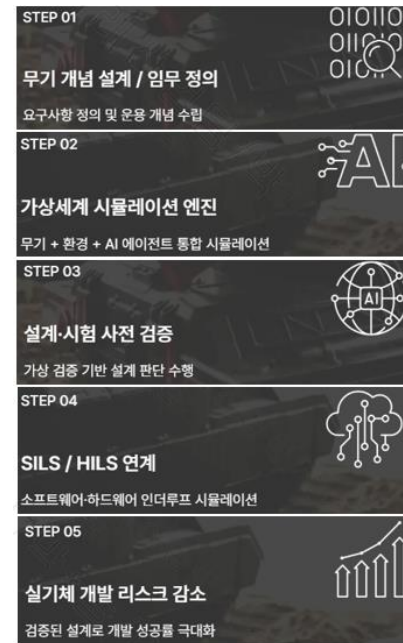 STEP 01
무기 개념 설계 / 임무 정의
요구사항 정의 및 운용 개념 수립
STEP 02
가상세계 시뮬레이션 엔진
무기 + 환경 + AI 에이전트 통합 시뮬레이션
STEP 03
AI
설계·시험 사전 검증
가상 검증 기반 설계 판단 수행
STEP 04
SILS / HILS 연계
소프트웨어-하드웨어 인더루프 시뮬레이션
STEP 05
실기체 개발 리스크 감소
검증된 설계로 개발 성공률 극대화